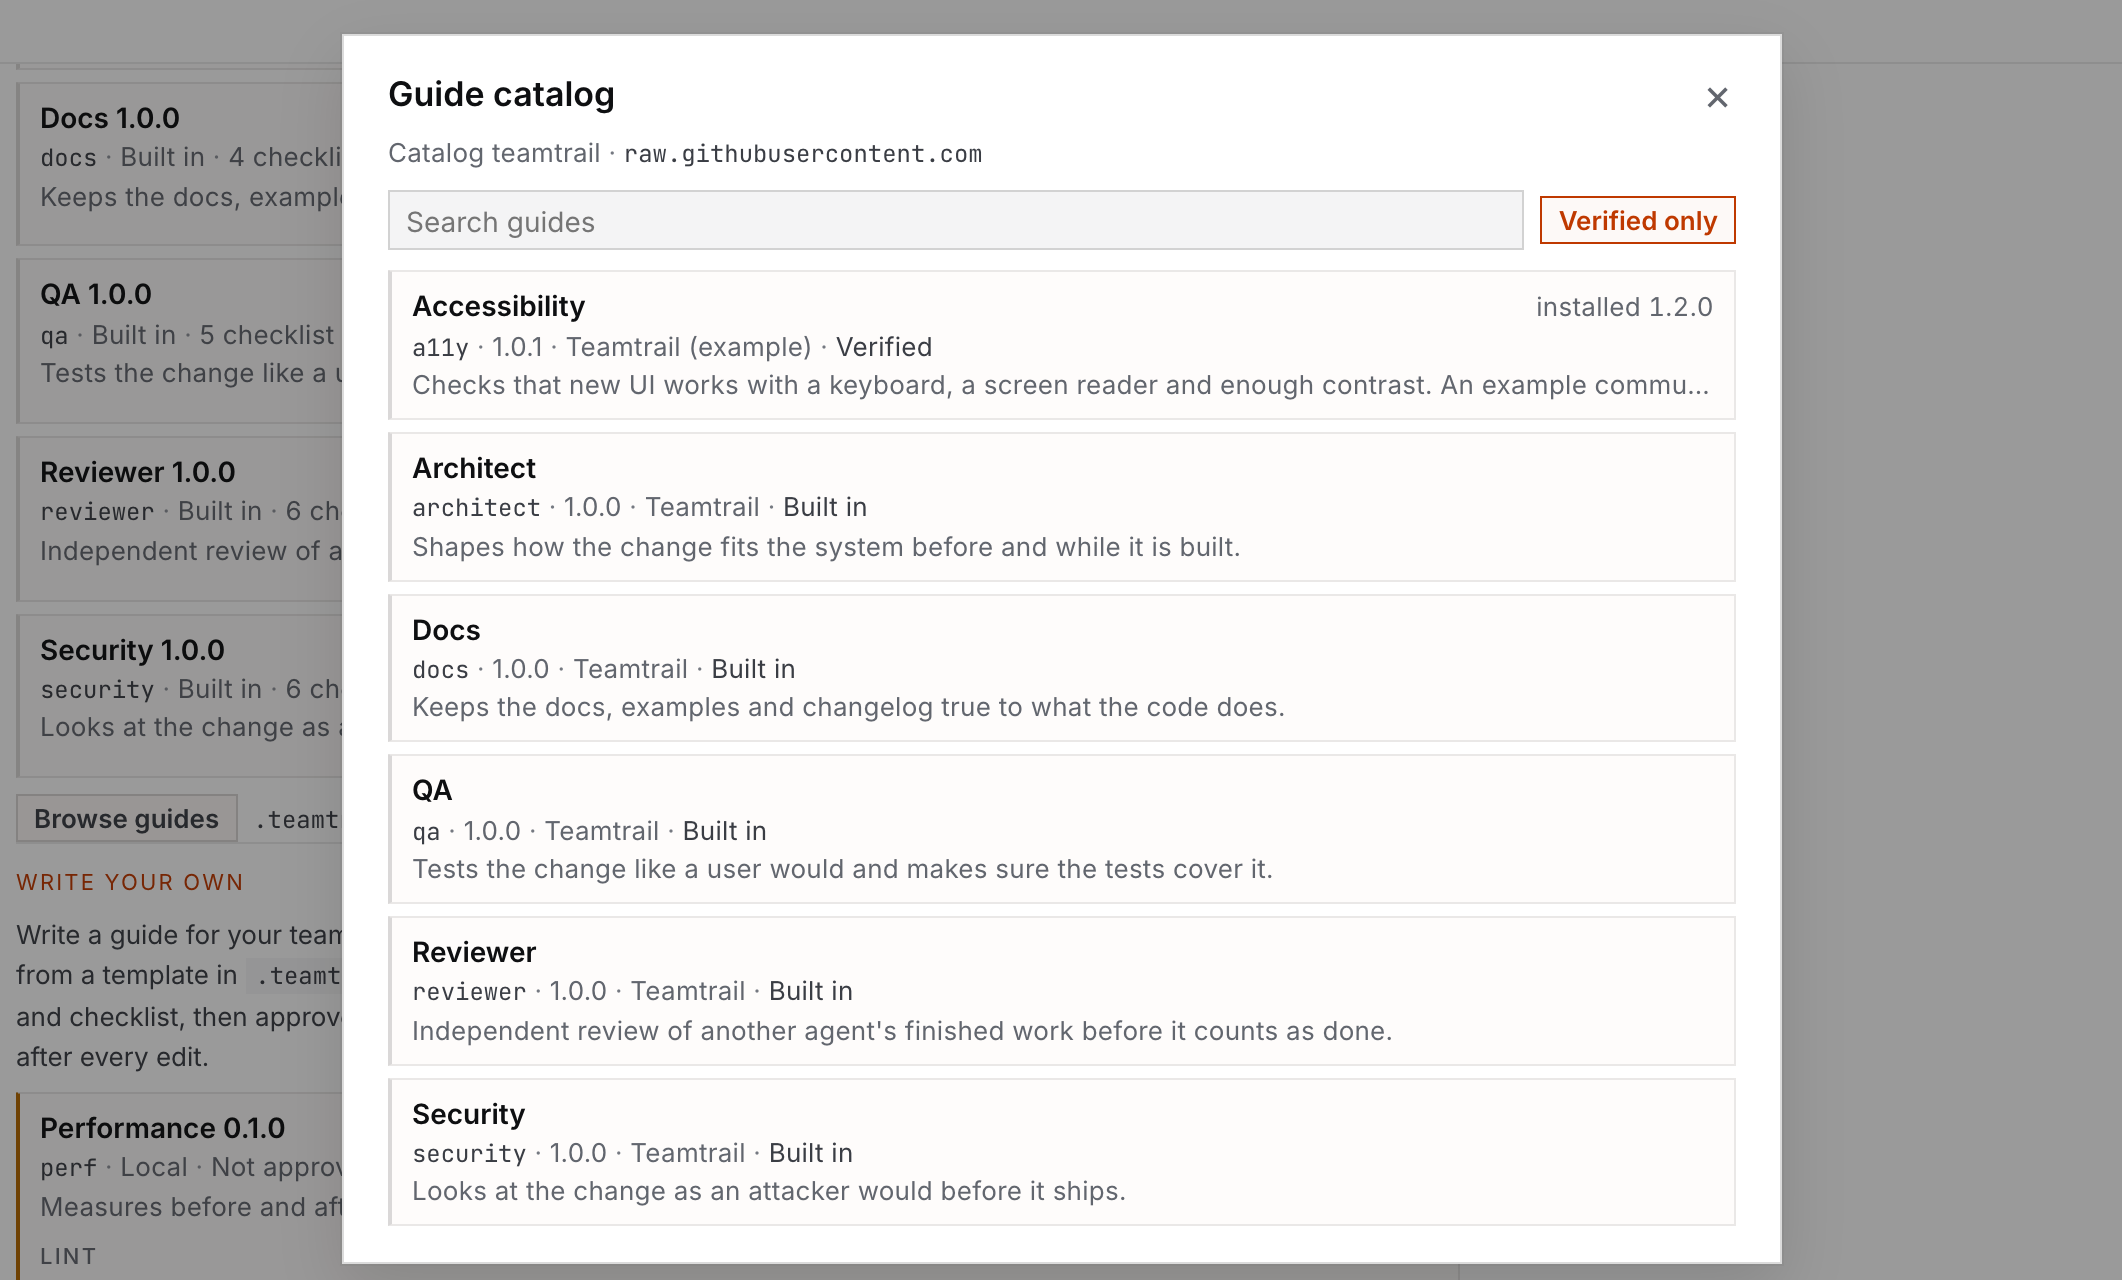 Guide catalog
Catalog teamtrail · raw.githubusercontent.com
Search guides
Verified only
Accessibility
installed 1.2.0
a11y · 1.0.1 · Teamtrail (example) · Verified
Checks that new UI works with a keyboard, a screen reader and enough contrast. An example commu...
Architect
architect · 1.0.0 · Teamtrail · Built in
Shapes how the change fits the system before and while it is built.
Docs
docs · 1.0.0 · Teamtrail · Built in
Keeps the docs, examples and changelog true to what the code does.
QA
qa · 1.0.0 · Teamtrail · Built in
Tests the change like a user would and makes sure the tests cover it.
Reviewer
reviewer · 1.0.0 · Teamtrail · Built in
Independent review of another agent's finished work before it counts as done.
Security
security · 1.0.0 · Teamtrail · Built in
Looks at the change as an attacker would before it ships.
Docs 1.0.0
docs · Built in · 4 checkli
Keeps the docs, exampl
QA 1.0.0
qa · Built in · 5 checklist
Tests the change like a
Reviewer 1.0.0
reviewer · Built in · 6 ch
Independent review of a
Security 1.0.0
security · Built in · 6 ch
Looks at the change as
Browse guides
.teamt
WRITE YOUR OWN
Write a guide for your team
from a template in .teamt
and checklist, then approv
after every edit.
Performance 0.1.0
perf · Local · Not approv
Measures before and aft
LINT